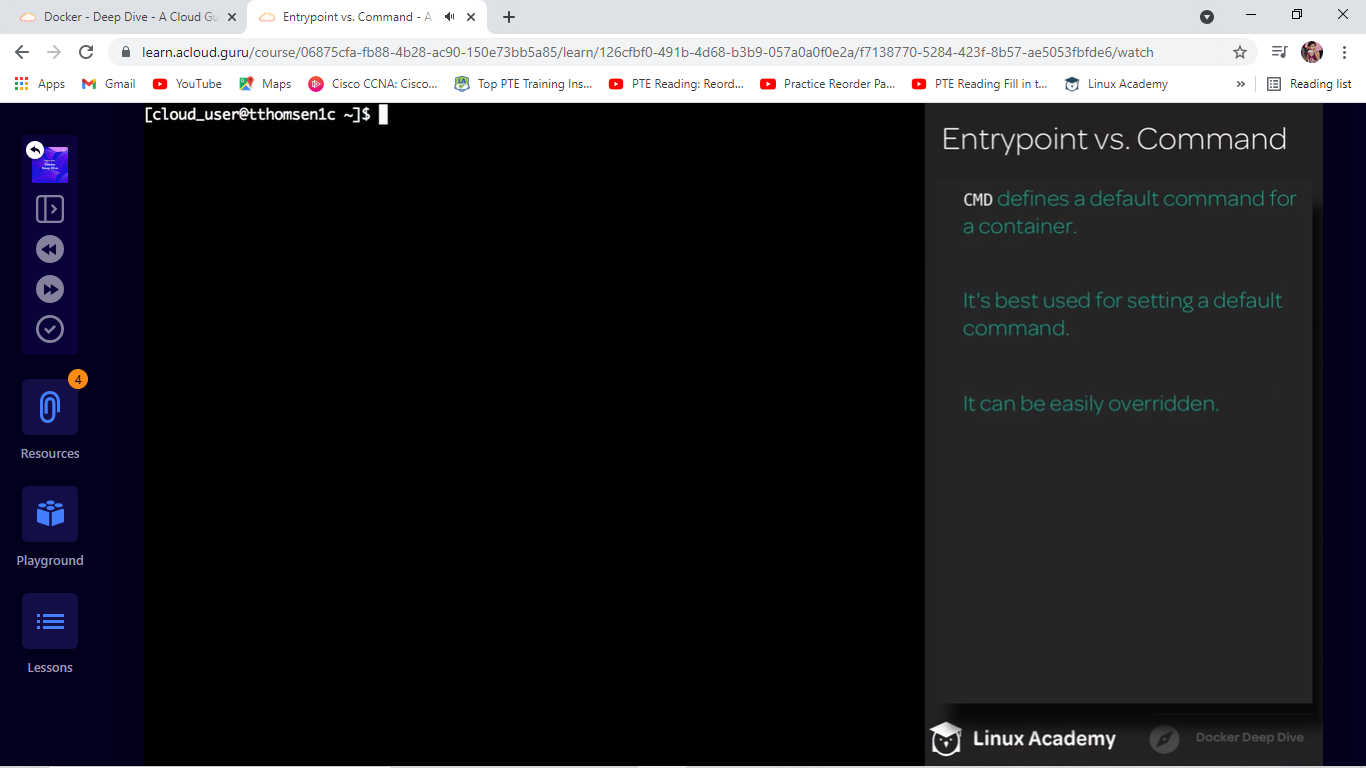 Docker - Deep Dive - A Cloud Gu
Entrypoint vs. Command - A
learn.acloud.guru/course/06875cfa-fb88-4b28-ac90-150e73bb5a85/learn/126cfbf0-491b-4d68-b3b9-057a0a0f0e2a/f7138770-5284-423f-8b57-ae5053fbfde6/watch
Apps Gmail YouTube Maps Cisco CCNA: Cisco... Top PTE Training Ins... PTE Reading: Reord... Practice Reorder Pa... PTE Reading Fill in t... Linux Academy » Reading list
[cloud_user@tthomsen1c ~]$
4
Resources
Playground
Lessons
Entrypoint vs. Command
CMD defines a default command for
a container.
It's best used for setting a default
command.
It can be easily overridden.
Linux Academy
Docker Deep Dive